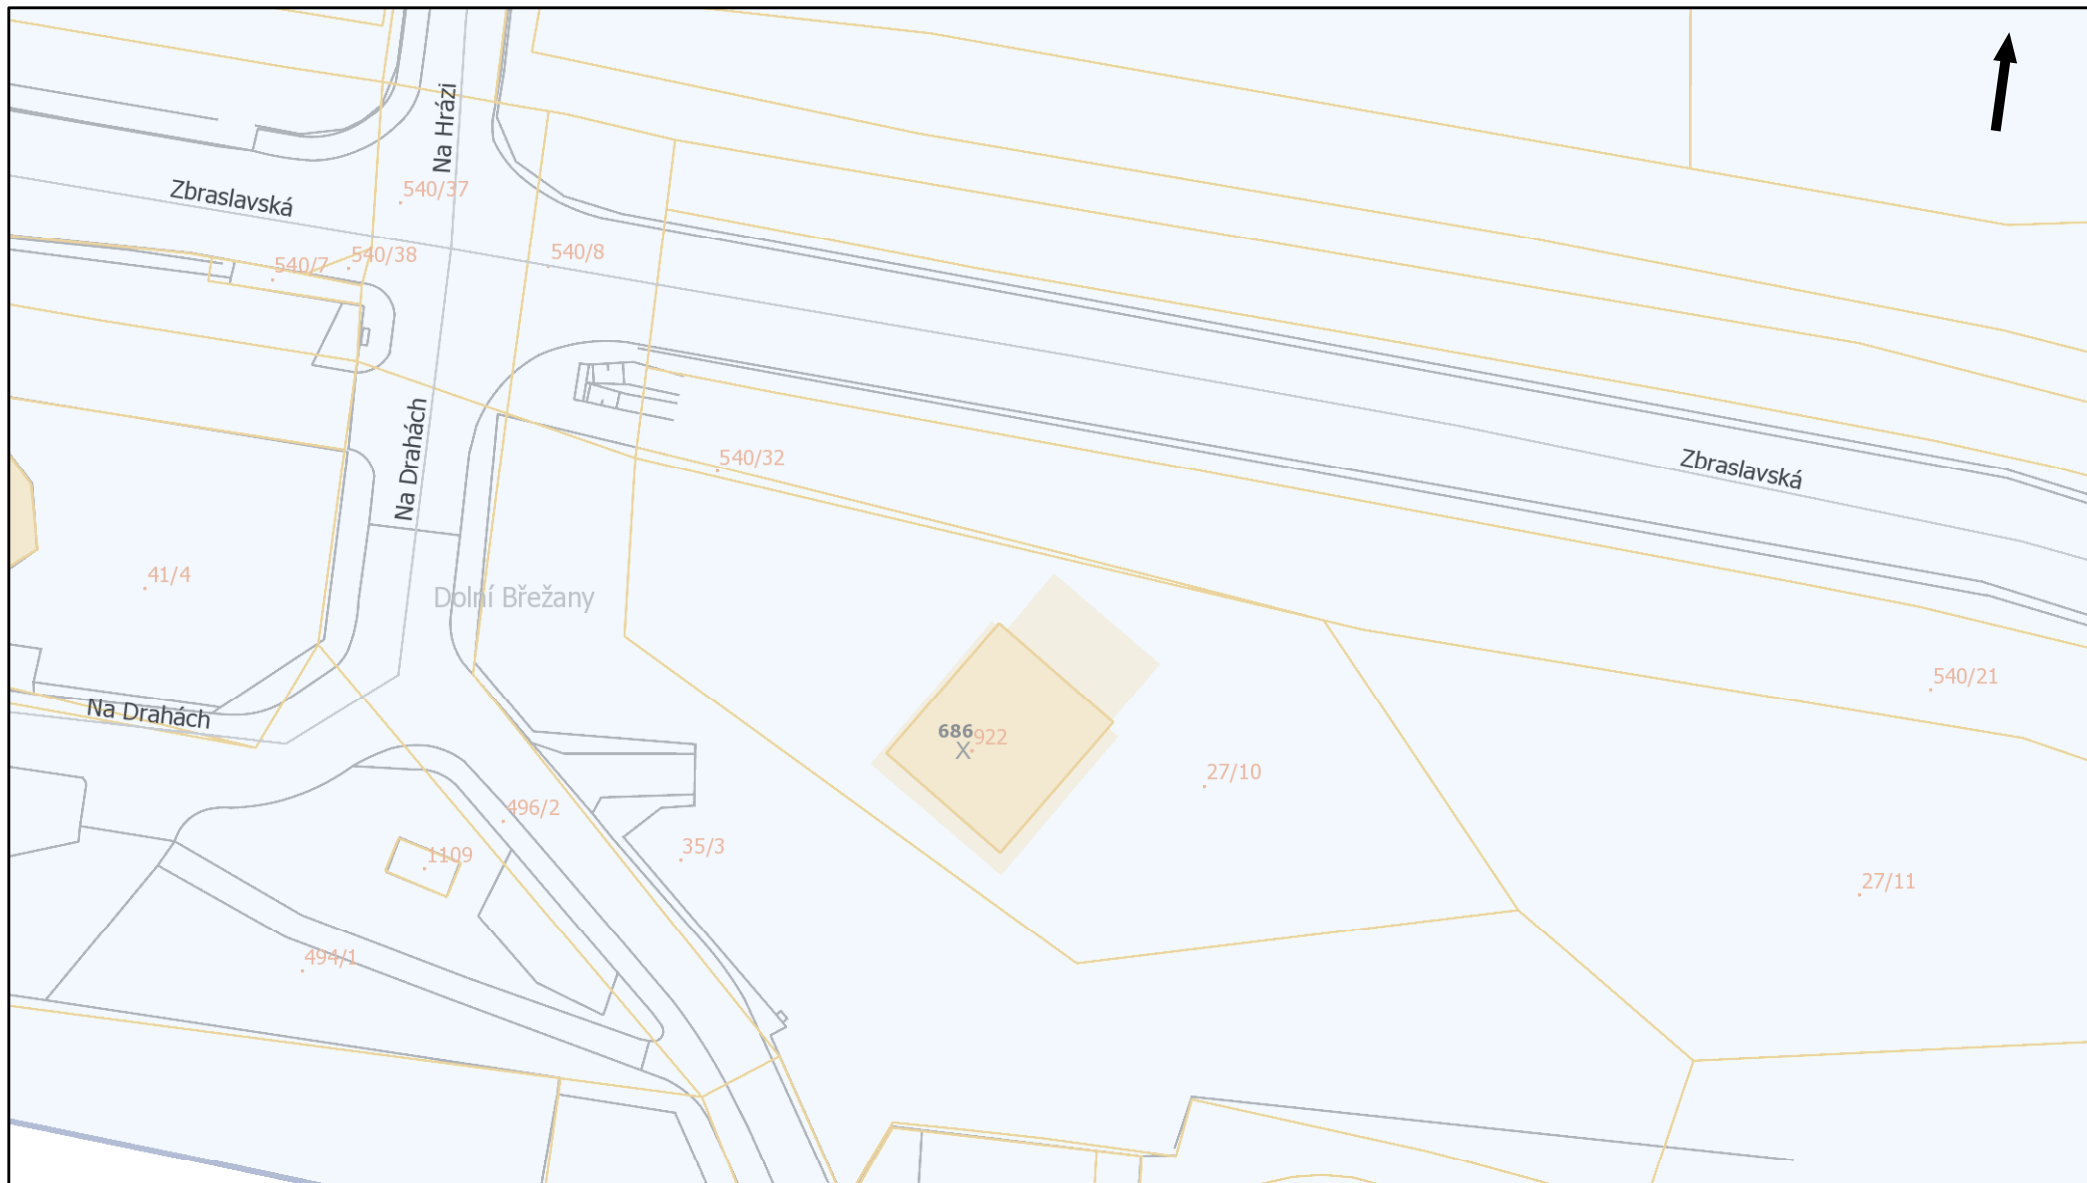 Na Hrázi
540/37
Zbraslavská
540/7
540/38
540/8
Na Drahách
540/32
Zbraslavská
41/4
Dolní Břežany
540/21
Na Drahách
686
922
X
27/10
496/2
35/3
1109
27/11
494/1